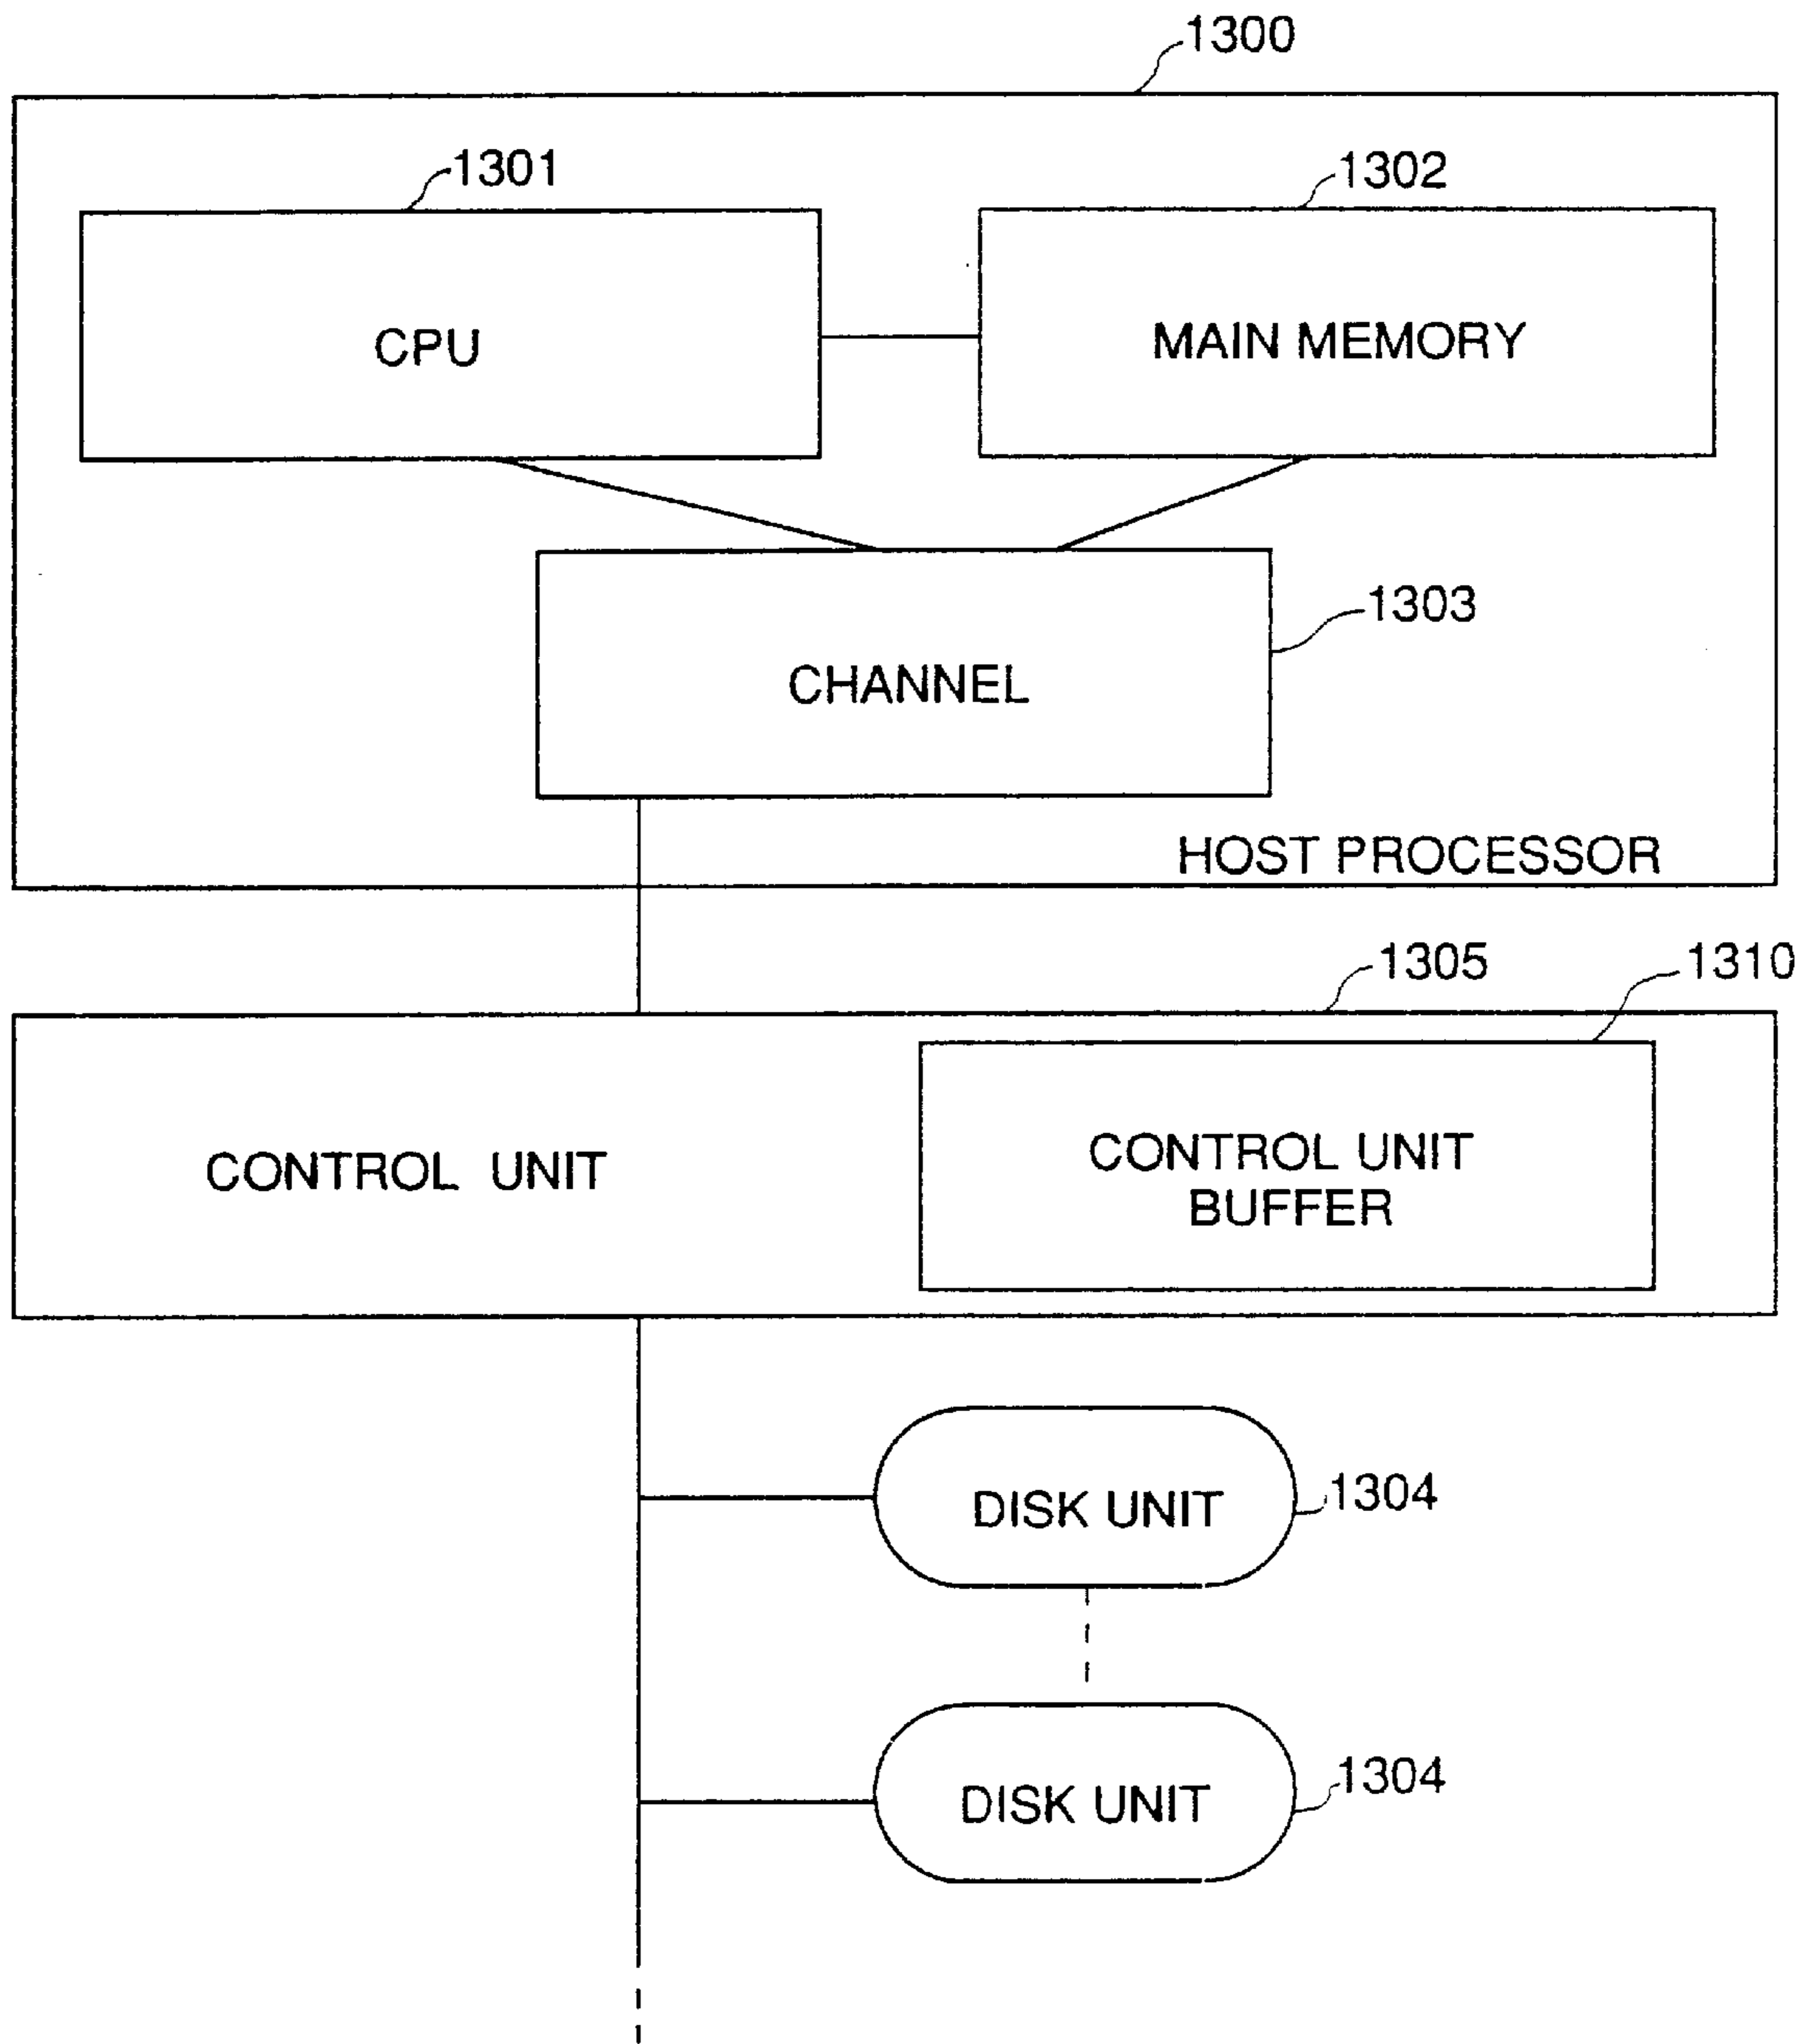 1300
1301
1302
CPU
MAIN MEMORY
1303
CHANNEL
HOST PROCESSOR
1305
1310
CONTROL UNIT
CONTROL UNIT
BUFFER
DISK UNIT
1304
DISK UNIT
1304